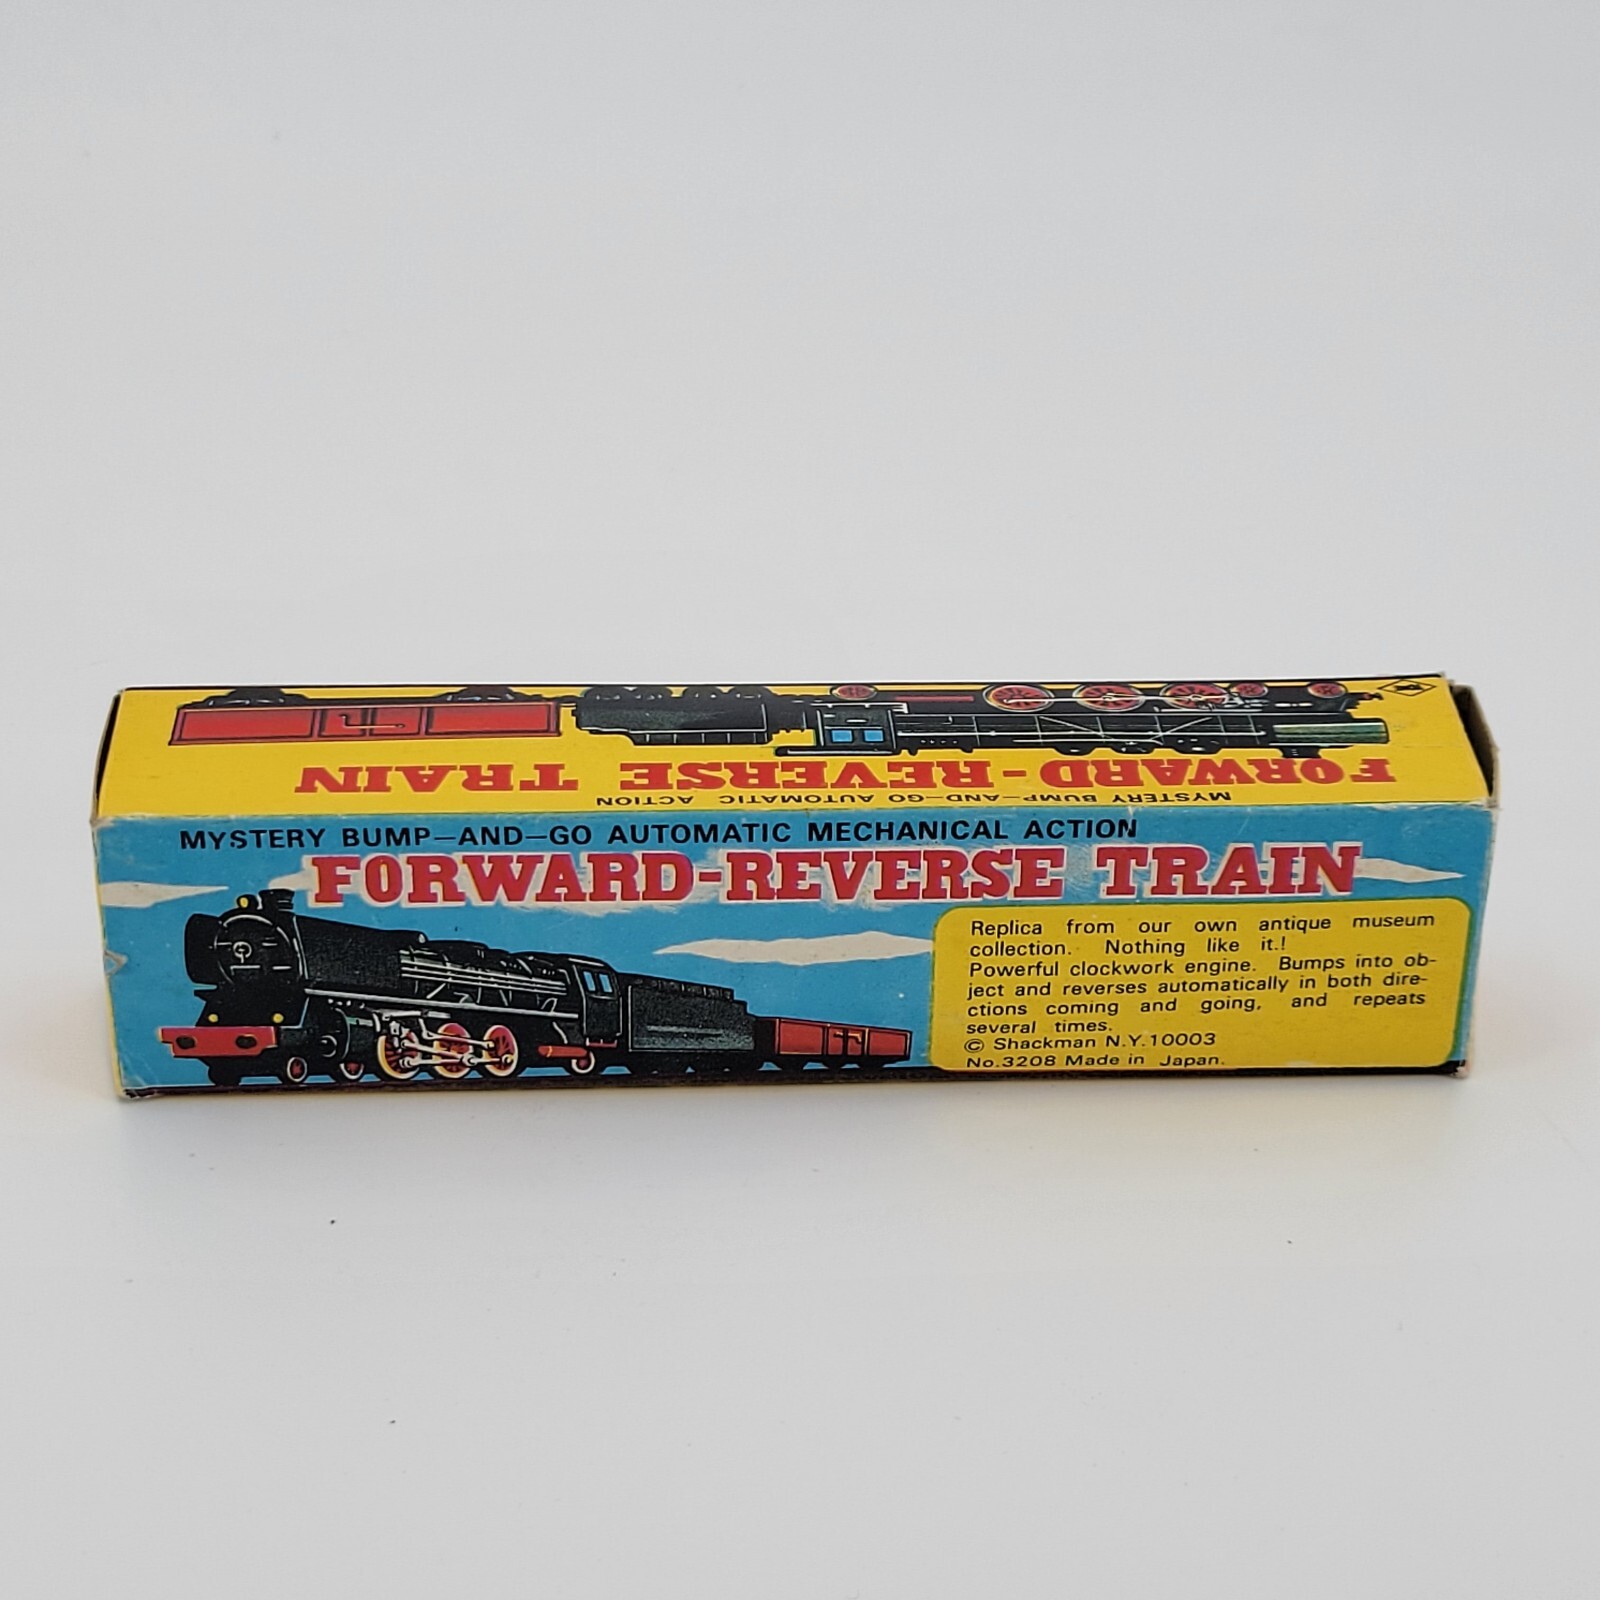 FORWARD-REVERSE TRAIN
MYSTERY BUMP-AND-GO AUTOMATIC ACTION
MYSTERY BUMP-AND-GO AUTOMATIC MECHANICAL ACTION
FORWARD-REVERSE TRAIN
Replica from our own antique museum
collection. Nothing like it.!
Powerful clockwork engine. Bumps into ob-
ject and reverses automatically in both dire-
ctions coming and going, and repeats
several times.
© Shackman N.Y.10003
No.3208 Made in Japan.